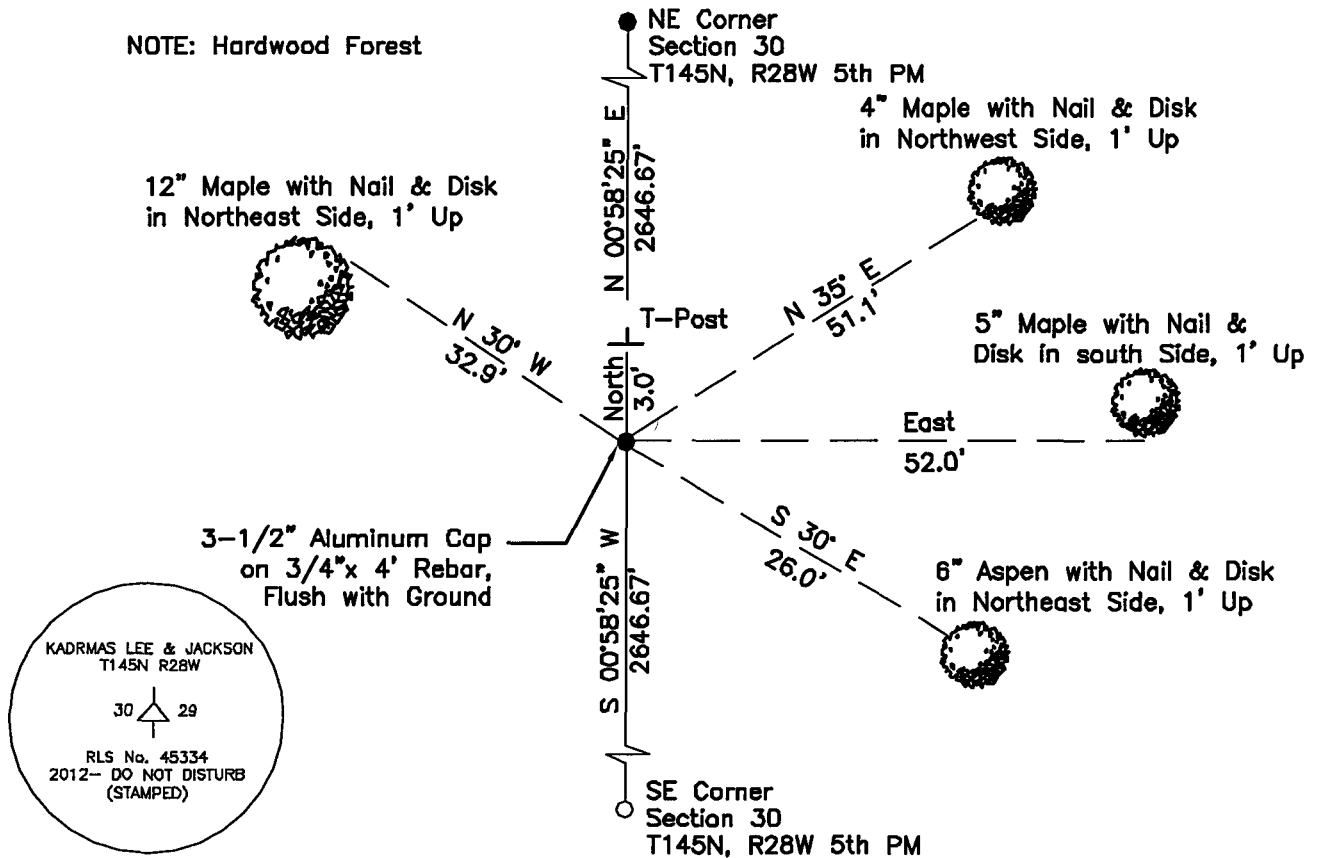 NOTE: Hardwood Forest
NE Corner
Section 30
T145N, R28W 5th PM
4" Maple with Nail & Disk
in Northwest Side, 1' Up
12" Maple with Nail & Disk
in Northeast Side, 1' Up
N 00°58'25" E
2646.67'
N 35° E
51.1'
T-Post
5" Maple with Nail &
Disk in south Side, 1' Up
N 30° W
32.9'
North
3.0'
East
52.0'
3-1/2" Aluminum Cap
on 3/4"x 4' Rebar,
Flush with Ground
S 00°58'25" W
2646.67'
S 30° E
26.0'
6" Aspen with Nail & Disk
in Northeast Side, 1' Up
KADRMAS LEE & JACKSON
T145N R28W
30 29
RLS No. 45334
2012- DO NOT DISTURB
(STAMPED)
SE Corner
Section 30
T145N, R28W 5th PM